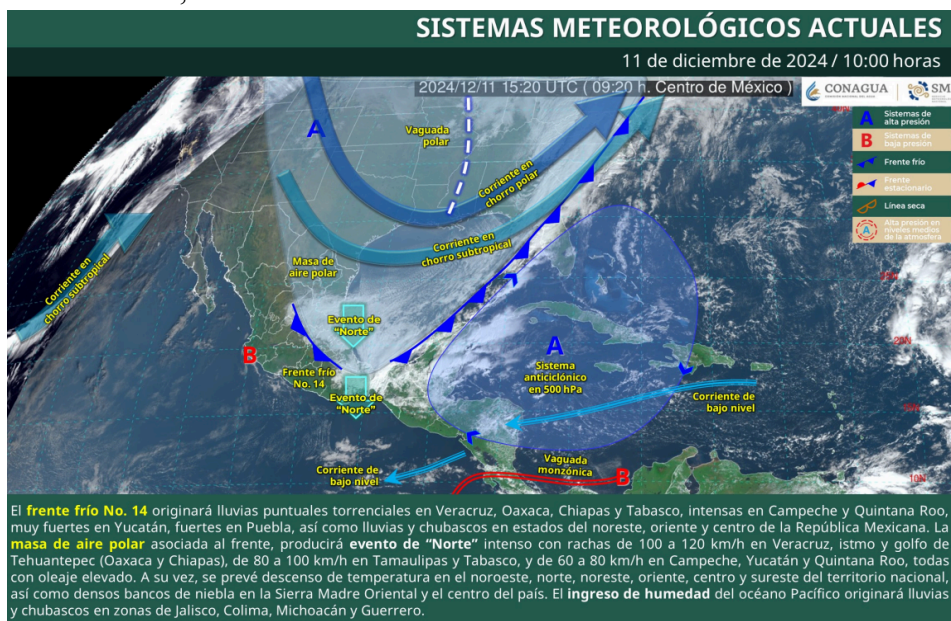 SISTEMAS METEOROLÓGICOS ACTUALES
11 de diciembre de 2024 / 10:00 horas
2024/12/11 15:20 UTC ( 09:20 h. Centro de México )
CONAGUA
SM
A
Sistemas de
alta presión
B
Sistemas de
baja presión
Frente frío
Frente
estacionario
Línea seca
A
Alta presión en
niveles medios
de la atmósfera
A
Vaguada
polar
Corriente en
chorro polar
Corriente en
chorro subtropical
Corriente en
chorro subtropical
Masa de
aire polar
Evento de
"Norte"
B
Frente frío
No. 14
Evento de
"Norte"
A
Sistema
anticiclónico
en 500 hPa
20N
Corriente de
bajo nivel
15N
Corriente de
bajo nivel
Vaguada
monzónica
B
10N
El frente frío No. 14 originará lluvias puntuales torrenciales en Veracruz, Oaxaca, Chiapas y Tabasco, intensas en Campeche y Quintana Roo,
muy fuertes en Yucatán, fuertes en Puebla, así como lluvias y chubascos en estados del noreste, oriente y centro de la República Mexicana. La
masa de aire polar asociada al frente, producirá evento de "Norte" intenso con rachas de 100 a 120 km/h en Veracruz, istmo y golfo de
Tehuantepec (Oaxaca y Chiapas), de 80 a 100 km/h en Tamaulipas y Tabasco, y de 60 a 80 km/h en Campeche, Yucatán y Quintana Roo, todas
con oleaje elevado. A su vez, se prevé descenso de temperatura en el noroeste, norte, noreste, oriente, centro y sureste del territorio nacional,
así como densos bancos de niebla en la Sierra Madre Oriental y el centro del país. El ingreso de humedad del océano Pacífico originará lluvias
y chubascos en zonas de Jalisco, Colima, Michoacán y Guerrero.